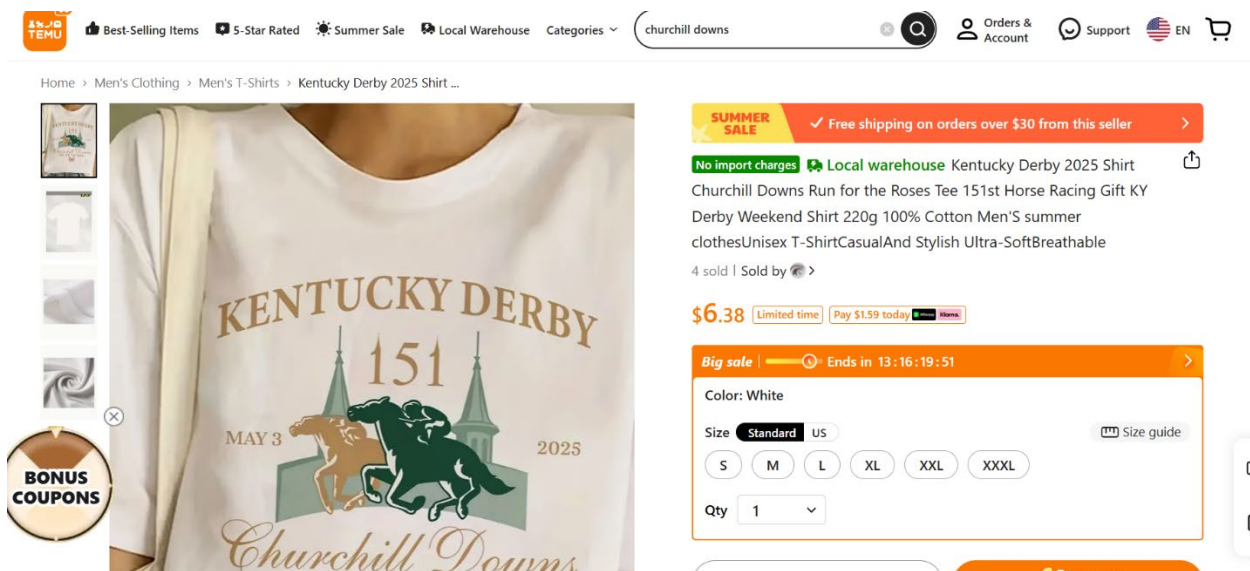 TEMU
Best-Selling Items
5-Star Rated
Summer Sale
Local Warehouse
Categories
churchill downs
Orders &
Account
Support
EN
Home > Men's Clothing > Men's T-Shirts > Kentucky Derby 2025 Shirt ...
SUMMER
SALE
Free shipping on orders over $30 from this seller
No import charges Local warehouse Kentucky Derby 2025 Shirt
Churchill Downs Run for the Roses Tee 151st Horse Racing Gift KY
Derby Weekend Shirt 220g 100% Cotton Men'S summer
clothesUnisex T-ShirtCasualAnd Stylish Ultra-SoftBreathable
4 sold | Sold by
$6.38 Limited time Pay $1.59 today Klarna.
Big sale | Ends in 13:16:19:51
Color: White
Size Standard US
Size guide
S M L XL XXL XXXL
Qty 1
KENTUCKY DERBY
151
MAY 3
2025
Churchill Downs
BONUS
COUPONS